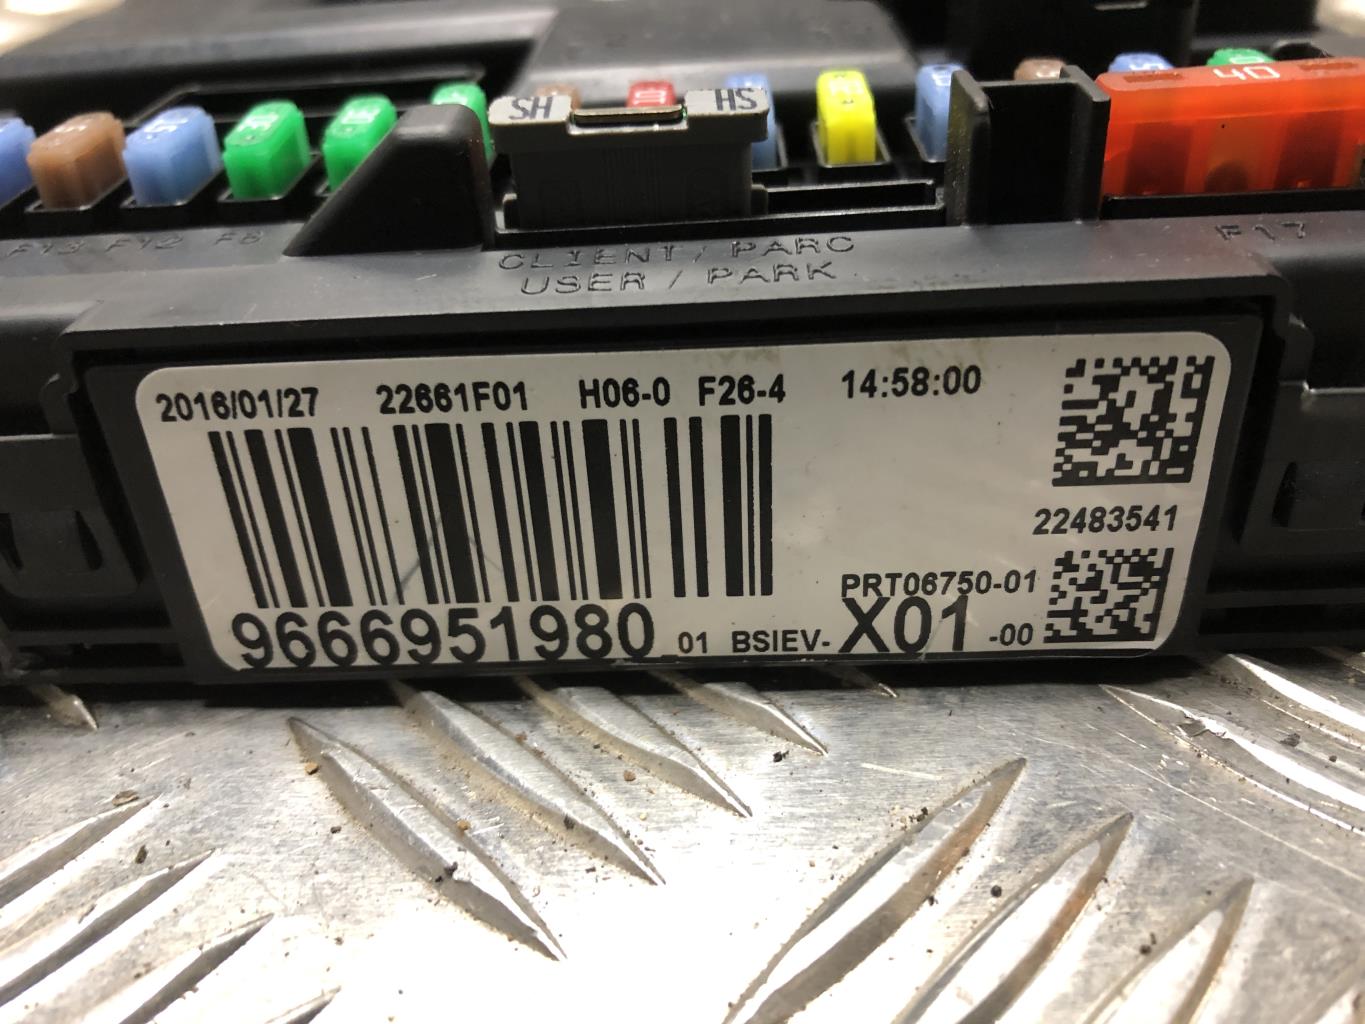 40
SH HS
F13 F12 F8
CLIENT / PARC
USER / PARK
F17
2016/01/27 22661F01 H06-0 F26-4 14:58:00
22483541
PRT06750-01
9666951980 01 BSIEV-X01 -00